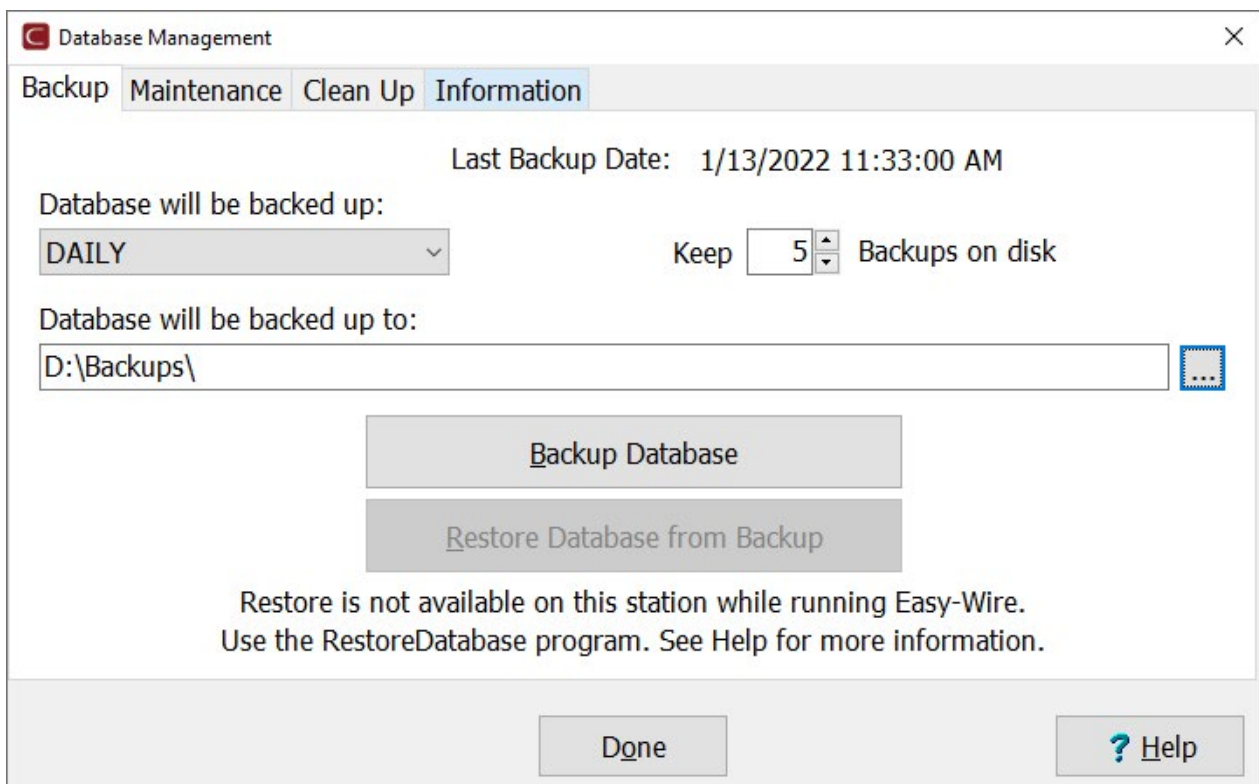 Database Management
Backup Maintenance Clean Up Information
Last Backup Date: 1/13/2022 11:33:00 AM
Database will be backed up:
DAILY
Keep 5 Backups on disk
Database will be backed up to:
D:\Backups\
...
Backup Database
Restore Database from Backup
Restore is not available on this station while running Easy-Wire.
Use the RestoreDatabase program. See Help for more information.
Done
? Help